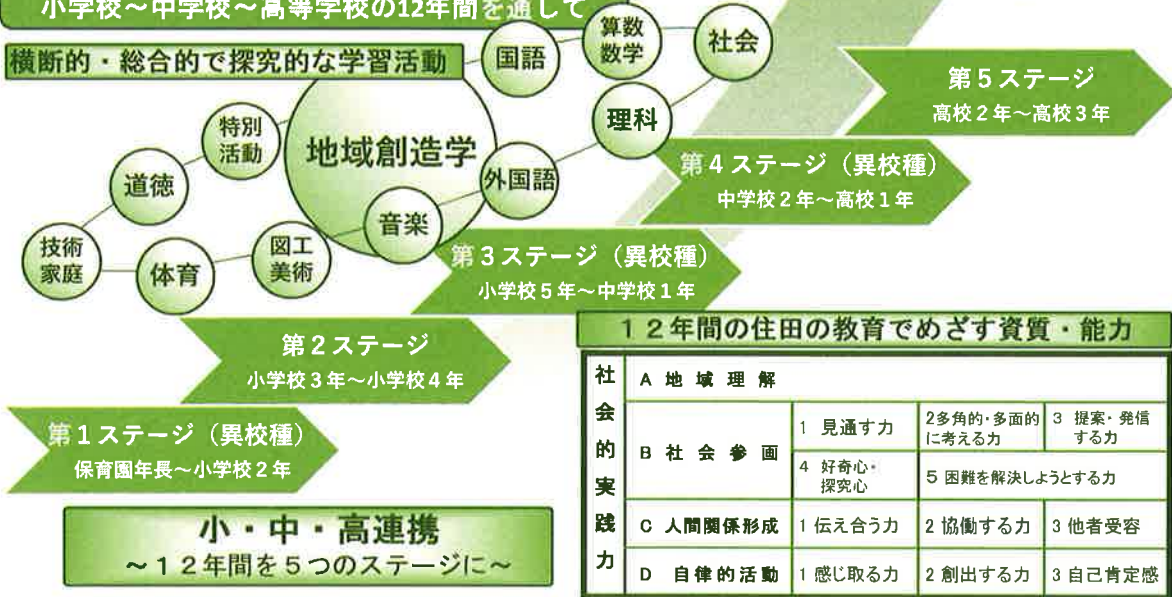 小学校～中学校～高等学校の12年間を通して
横断的・総合的で探究的な学習活動
国語
算数
数学
社会
理科
外国語
音楽
図工
美術
体育
技術
家庭
道徳
特別
活動
地域創造学
第5ステージ
高校2年～高校3年
第4ステージ（異校種）
中学校2年～高校1年
第3ステージ（異校種）
小学校5年～中学校1年
第2ステージ
小学校3年～小学校4年
第1ステージ（異校種）
保育園年長～小学校2年
小・中・高連携
～12年間を5つのステージに～
12年間の住田の教育でめざす資質・能力
社会的実践力
A 地域理解
B 社会参画
1 見通す力
2多角的・多面的
に考える力
3 提案・発信
する力
4 好奇心・
探究心
5 困難を解決しようとする力
C 人間関係形成
1 伝え合う力
2 協働する力
3 他者受容
D 自律的活動
1 感じ取る力
2 創出する力
3 自己肯定感